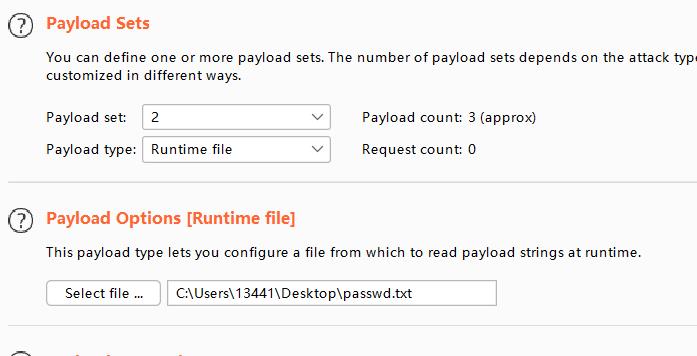 Payload Sets
You can define one or more payload sets. The number of payload sets depends on the attack type
customized in different ways.
Payload set: 2 Payload count: 3 (approx)
Payload type: Runtime file Request count: 0
Payload Options [Runtime file]
This payload type lets you configure a file from which to read payload strings at runtime.
Select file ... C:\Users\13441\Desktop\passwd.txt